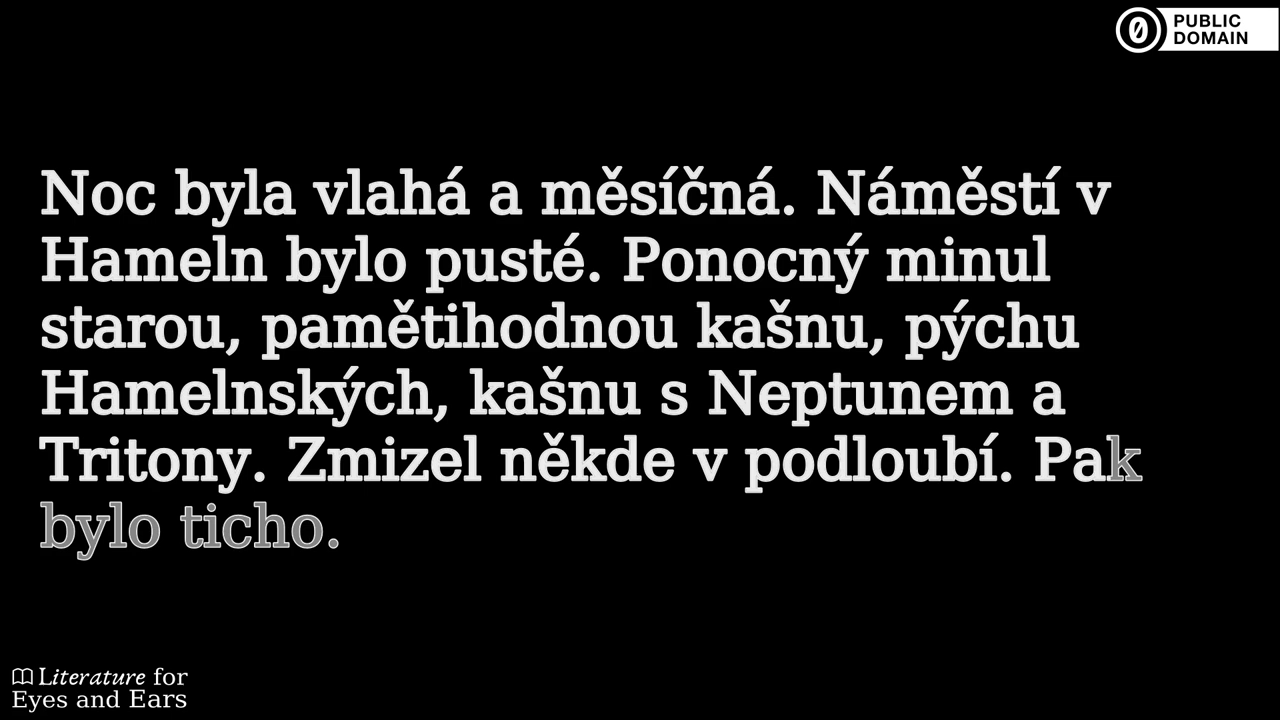 PUBLIC
DOMAIN
Noc byla vlahá a měsíčná. Náměstí v
Hameln bylo pusté. Ponocný minul
starou, pamětihodnou kašnu, pýchu
Hamelnských, kašnu s Neptunem a
Tritony. Zmizel někde v podloubí. Pak
bylo ticho.
Literature for
Eyes and Ears